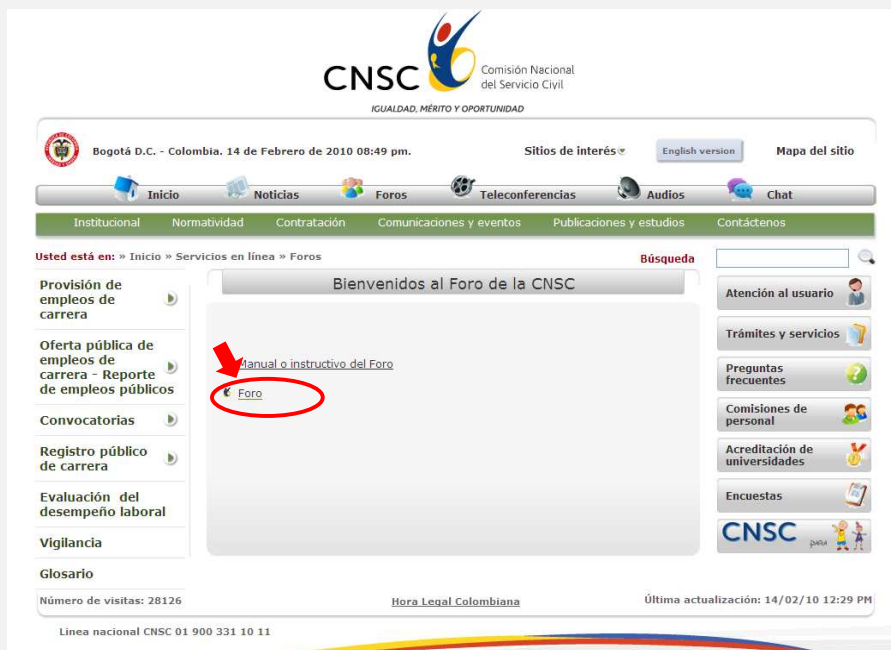 CNSC
Comisión Nacional
del Servicio Civil
IGUALDAD, MÉRITO Y OPORTUNIDAD
Bogotá D.C. - Colombia. 14 de Febrero de 2010 08:49 pm.
Sitios de interés
English version
Mapa del sitio
Inicio
Noticias
Foros
Teleconferencias
Audios
Chat
Institucional
Normatividad
Contratación
Comunicaciones y eventos
Publicaciones y estudios
Contáctenos
Usted está en: » Inicio » Servicios en línea » Foros
Búsqueda
Provisión de
empleos de
carrera
Oferta pública de
empleos de
carrera - Reporte
de empleos públicos
Convocatorias
Registro público
de carrera
Evaluación del
desempeño laboral
Vigilancia
Glosario
Bienvenidos al Foro de la CNSC
Manual o instructivo del Foro
Foro
Atención al usuario
Trámites y servicios
Preguntas
frecuentes
Comisiones de
personal
Acreditación de
universidades
Encuestas
CNSC PARA
Número de visitas: 28126
Hora Legal Colombiana
Última actualización: 14/02/10 12:29 PM
Linea nacional CNSC 01 900 331 10 11